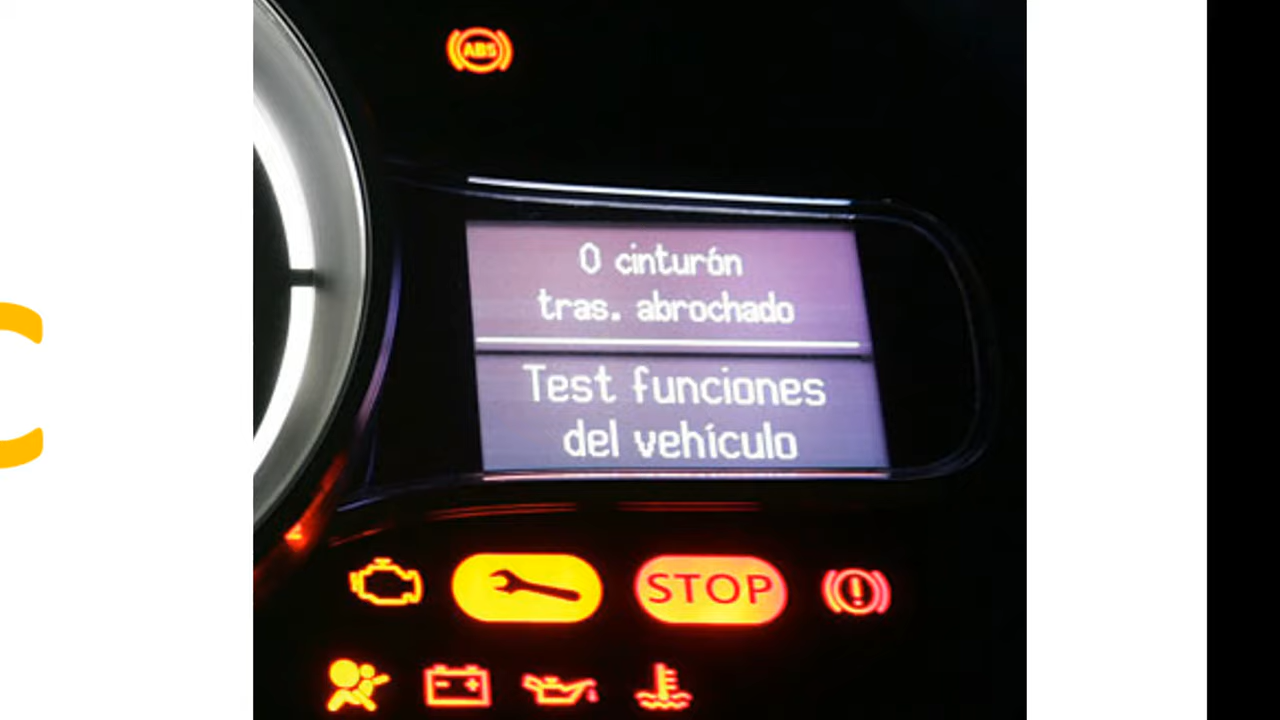 ABS
0 cinturón
tras. abrochado
Test funciones
del vehículo
STOP